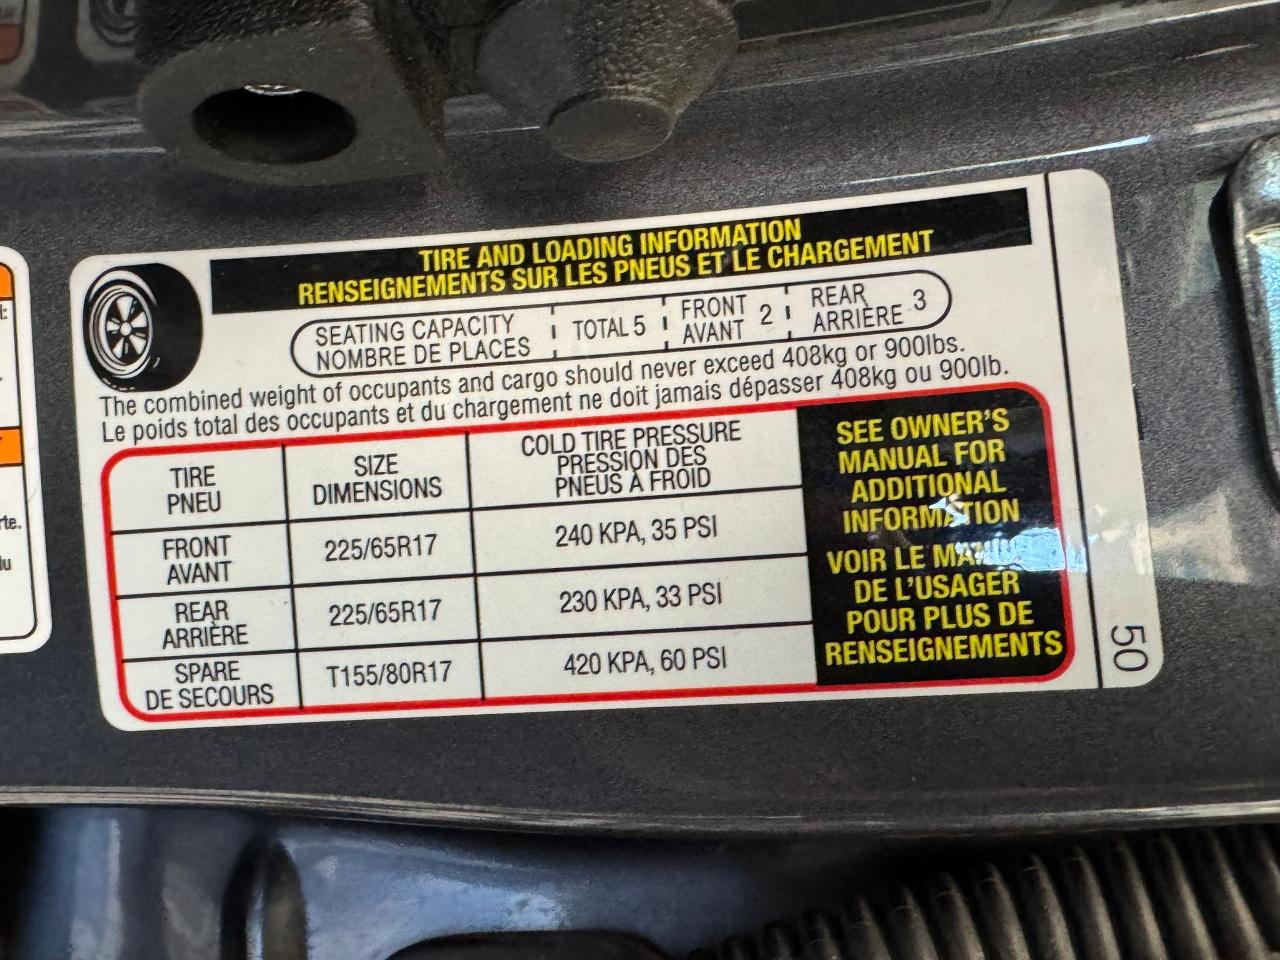 TIRE AND LOADING INFORMATION
RENSEIGNEMENTS SUR LES PNEUS ET LE CHARGEMENT
SEATING CAPACITY
NOMBRE DE PLACES
TOTAL 5
FRONT
AVANT 2
REAR
ARRIÈRE 3
The combined weight of occupants and cargo should never exceed 408kg or 900lbs.
Le poids total des occupants et du chargement ne doit jamais dépasser 408kg ou 900lb.
TIRE
PNEU
SIZE
DIMENSIONS
COLD TIRE PRESSURE
PRESSION DES
PNEUS À FROID
FRONT
AVANT
225/65R17
240 KPA, 35 PSI
REAR
ARRIÈRE
225/65R17
230 KPA, 33 PSI
SPARE
DE SECOURS
T155/80R17
420 KPA, 60 PSI
SEE OWNER'S
MANUAL FOR
ADDITIONAL
INFORMATION
VOIR LE
DE L'USAGER
POUR PLUS DE
RENSEIGNEMENTS
50